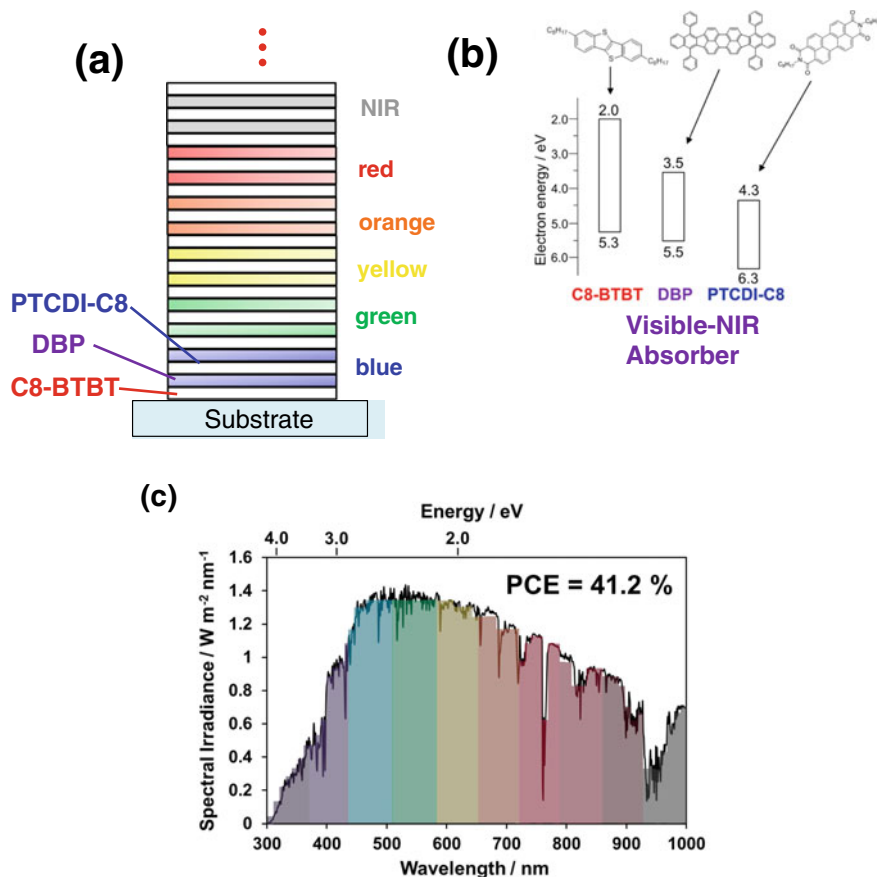 (a)
NIR
red
orange
yellow
green
blue
PTCDI-C8
DBP
C8-BTBT
Substrate
(b)
C₈H₁₇
S
S
C₈H₁₇
O
N
O
O
N
O
C₈H₁₇
Electron energy / eV
2.0
3.0
4.0
5.0
6.0
2.0
5.3
3.5
5.5
4.3
6.3
C8-BTBT DBP PTCDI-C8
Visible-NIR
Absorber
(c)
Energy / eV
4.0 3.0 2.0
PCE = 41.2 %
Spectral Irradiance / W m⁻² nm⁻¹
1.6
1.4
1.2
1
0.8
0.6
0.4
0.2
0
300 400 500 600 700 800 900 1000
Wavelength / nm